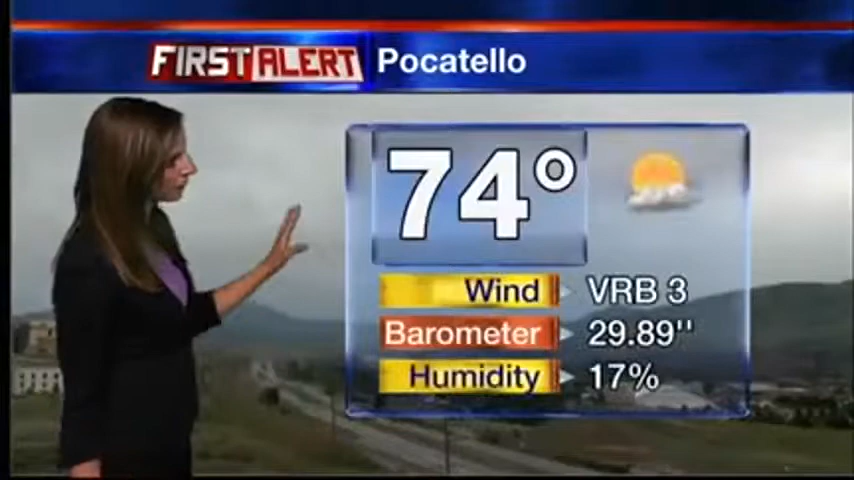 FIRST ALERT Pocatello
74°
Wind VRB 3
Barometer 29.89"
Humidity 17%